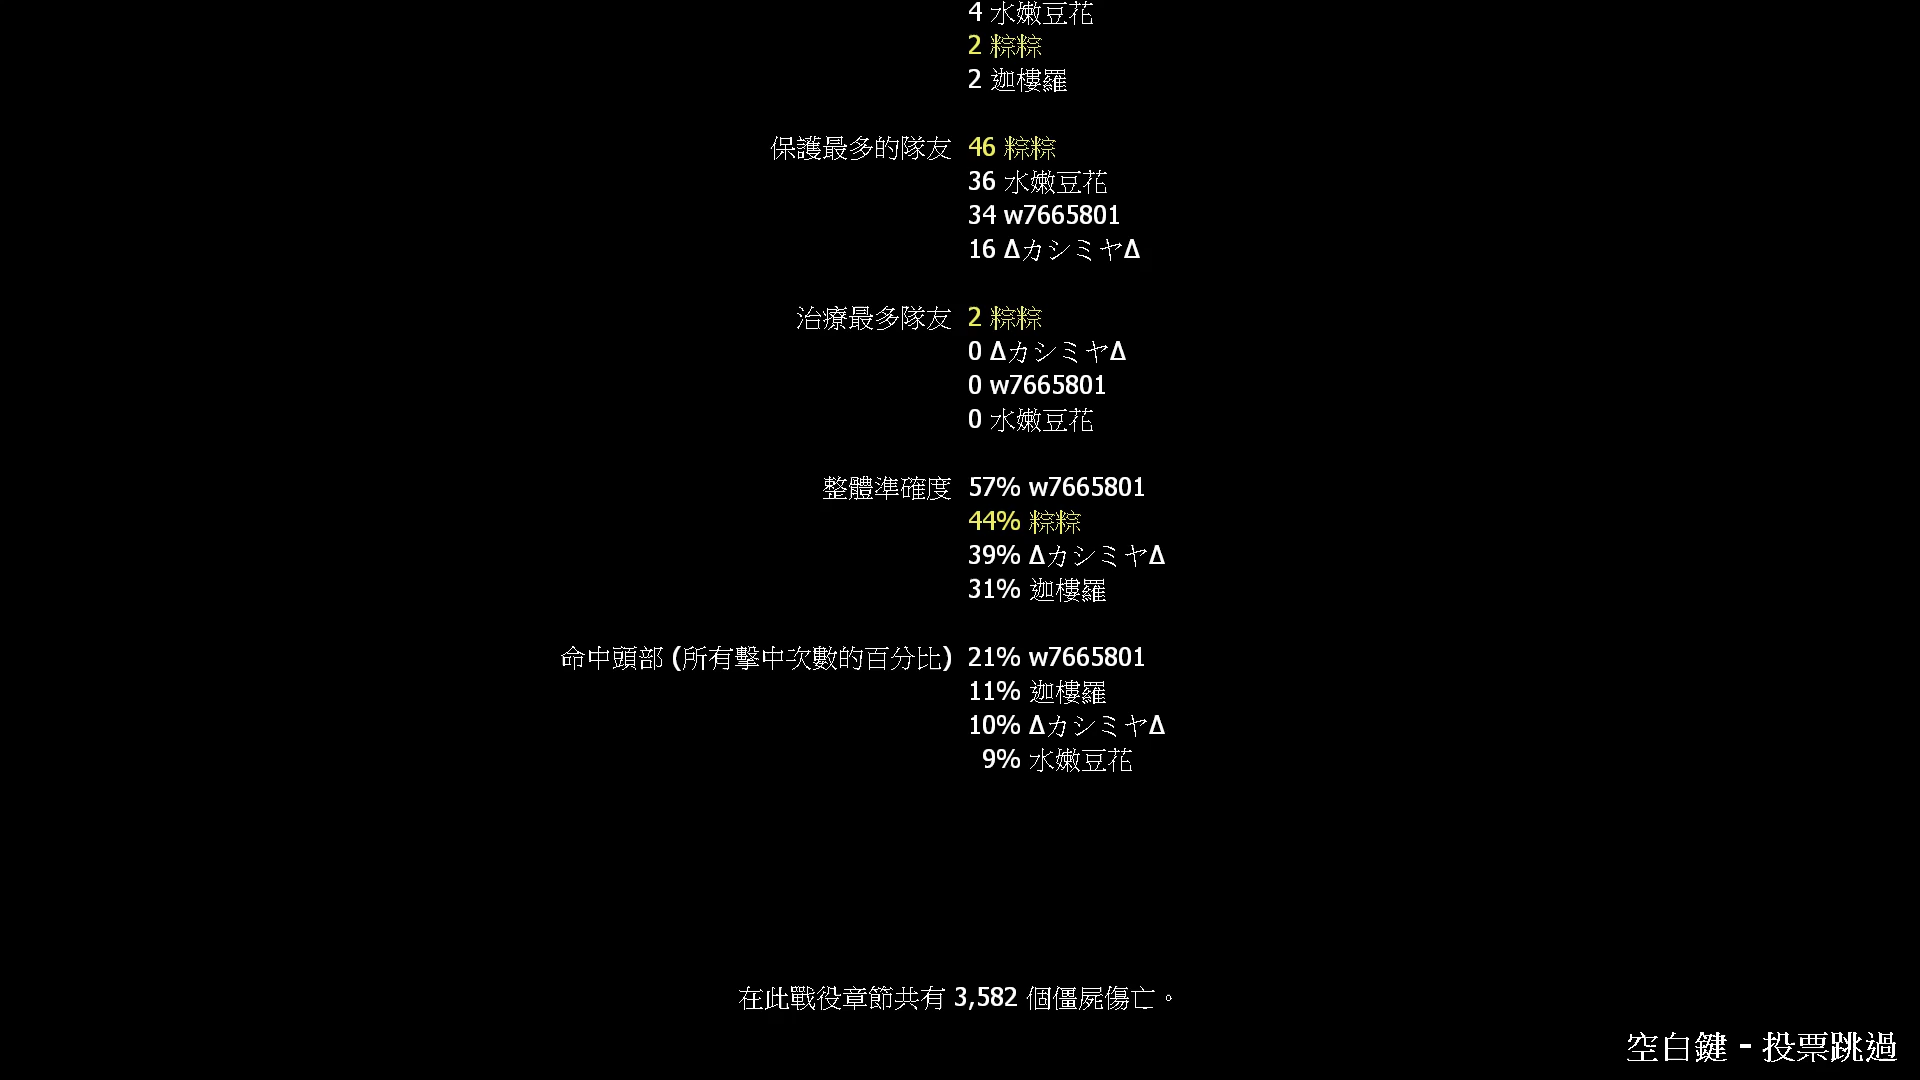 4 水嫩豆花
2 粽粽
2 迦樓羅
保護最多的隊友 46 粽粽
36 水嫩豆花
34 w7665801
16 ΔカシミヤΔ
治療最多隊友 2 粽粽
0 ΔカシミヤΔ
0 w7665801
0 水嫩豆花
整體準確度 57% w7665801
44% 粽粽
39% ΔカシミヤΔ
31% 迦樓羅
命中頭部 (所有擊中次數的百分比) 21% w7665801
11% 迦樓羅
10% ΔカシミヤΔ
9% 水嫩豆花
在此戰役章節共有 3,582 個僵屍傷亡。
空白鍵 - 投票跳過